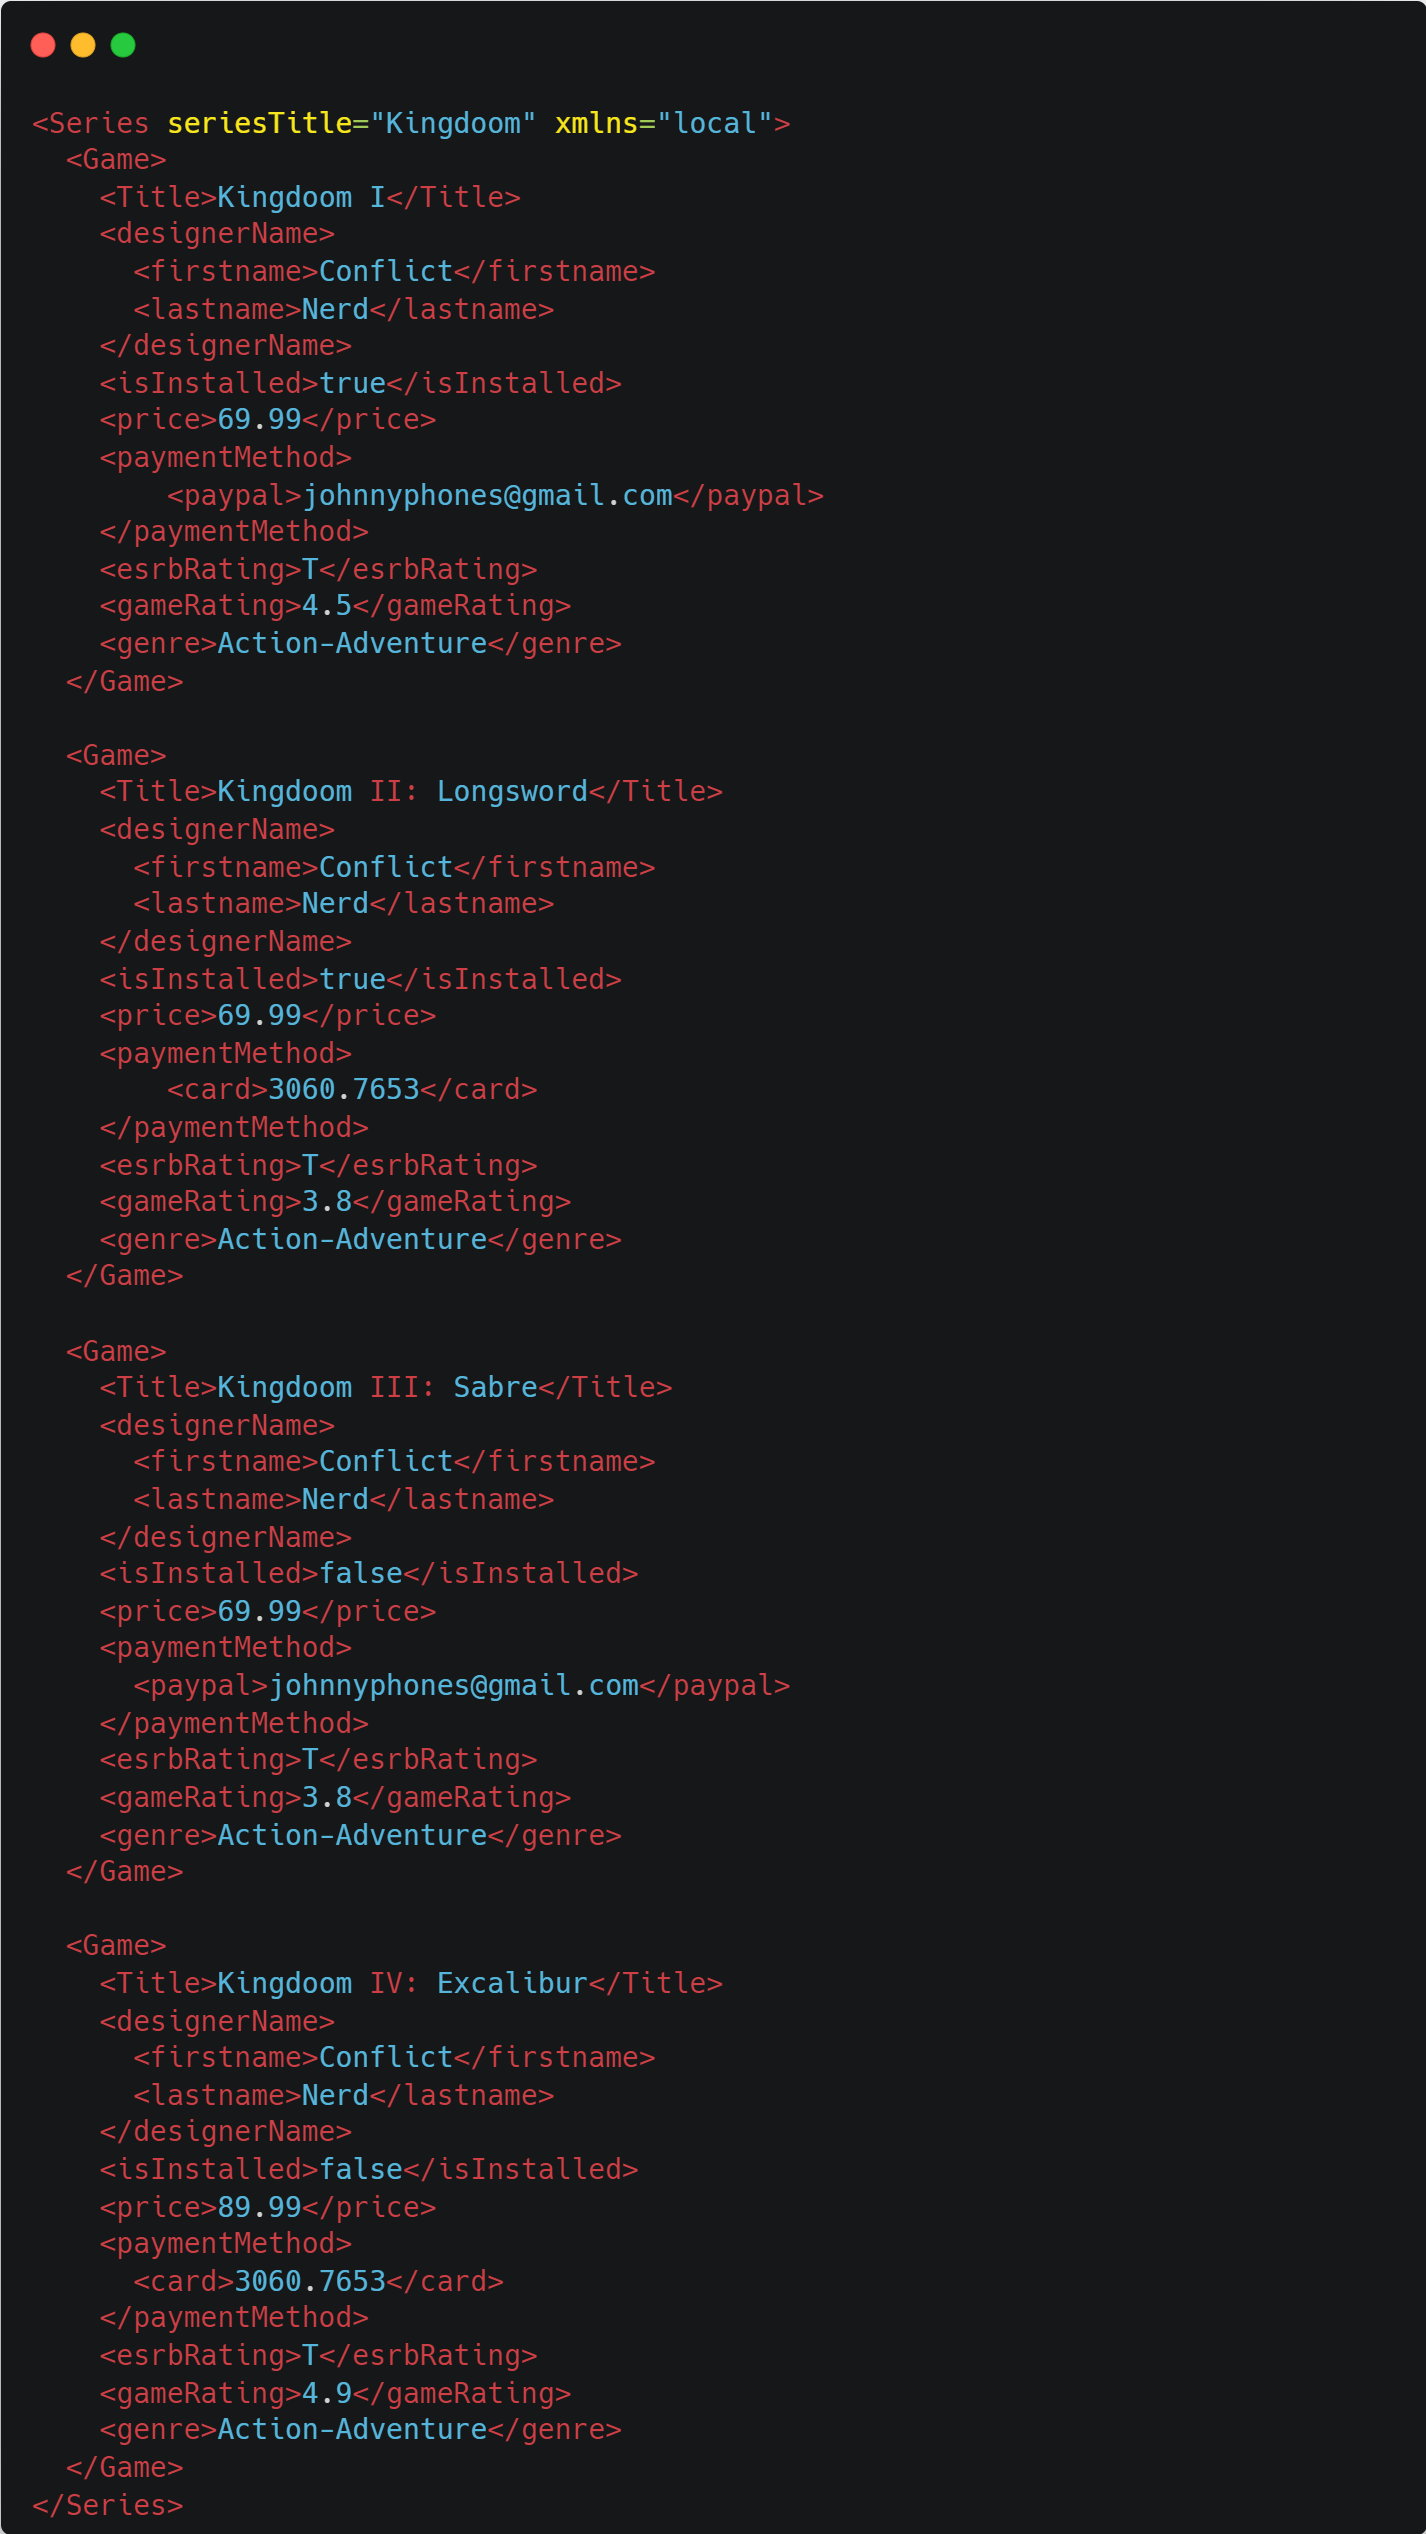 <Series seriesTitle="Kingdoom" xmlns="local">
  <Game>
    <Title>Kingdoom I</Title>
    <designerName>
      <firstname>Conflict</firstname>
      <lastname>Nerd</lastname>
    </designerName>
    <isInstalled>true</isInstalled>
    <price>69.99</price>
    <paymentMethod>
        <paypal>johnnyphones@gmail.com</paypal>
    </paymentMethod>
    <esrbRating>T</esrbRating>
    <gameRating>4.5</gameRating>
    <genre>Action-Adventure</genre>
  </Game>

  <Game>
    <Title>Kingdoom II: Longsword</Title>
    <designerName>
      <firstname>Conflict</firstname>
      <lastname>Nerd</lastname>
    </designerName>
    <isInstalled>true</isInstalled>
    <price>69.99</price>
    <paymentMethod>
        <card>3060.7653</card>
    </paymentMethod>
    <esrbRating>T</esrbRating>
    <gameRating>3.8</gameRating>
    <genre>Action-Adventure</genre>
  </Game>

  <Game>
    <Title>Kingdoom III: Sabre</Title>
    <designerName>
      <firstname>Conflict</firstname>
      <lastname>Nerd</lastname>
    </designerName>
    <isInstalled>false</isInstalled>
    <price>69.99</price>
    <paymentMethod>
      <paypal>johnnyphones@gmail.com</paypal>
    </paymentMethod>
    <esrbRating>T</esrbRating>
    <gameRating>3.8</gameRating>
    <genre>Action-Adventure</genre>
  </Game>

  <Game>
    <Title>Kingdoom IV: Excalibur</Title>
    <designerName>
      <firstname>Conflict</firstname>
      <lastname>Nerd</lastname>
    </designerName>
    <isInstalled>false</isInstalled>
    <price>89.99</price>
    <paymentMethod>
      <card>3060.7653</card>
    </paymentMethod>
    <esrbRating>T</esrbRating>
    <gameRating>4.9</gameRating>
    <genre>Action-Adventure</genre>
  </Game>
</Series>